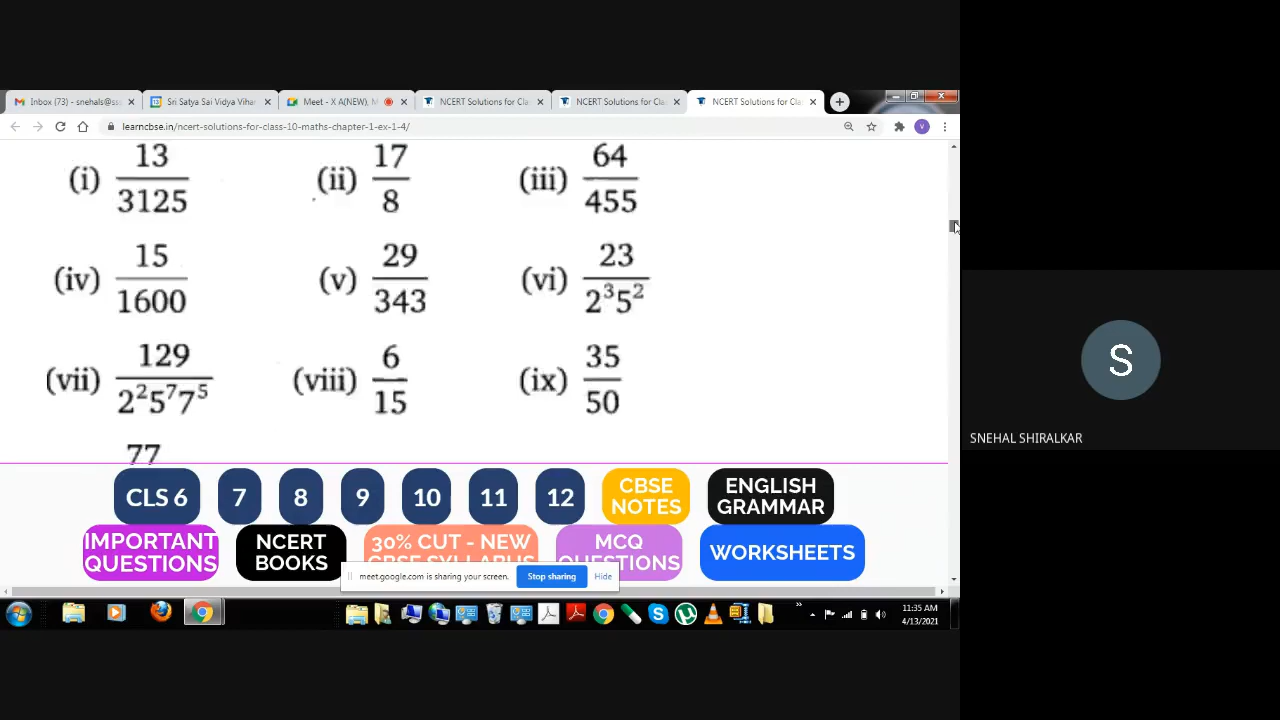 Inbox (73) - snehals@ss
Sri Satya Sai Vidya Vihar
Meet - X A(NEW), M
NCERT Solutions for Cla
NCERT Solutions for Cla
NCERT Solutions for Cla
learncbse.in/ncert-solutions-for-class-10-maths-chapter-1-ex-1-4/
V
(i) 13/3125 (ii) 17/8 (iii) 64/455
(iv) 15/1600 (v) 29/343 (vi) 23/2³5²
(vii) 129/2²5⁷7⁵ (viii) 6/15 (ix) 35/50
77
CLS 6 7 8 9 10 11 12 CBSE NOTES ENGLISH GRAMMAR
IMPORTANT QUESTIONS NCERT BOOKS 30% CUT - NEW CBSE SYLLABUS MCQ QUESTIONS WORKSHEETS
meet.google.com is sharing your screen. Stop sharing Hide
11:35 AM
4/13/2021
S
SNEHAL SHIRALKAR